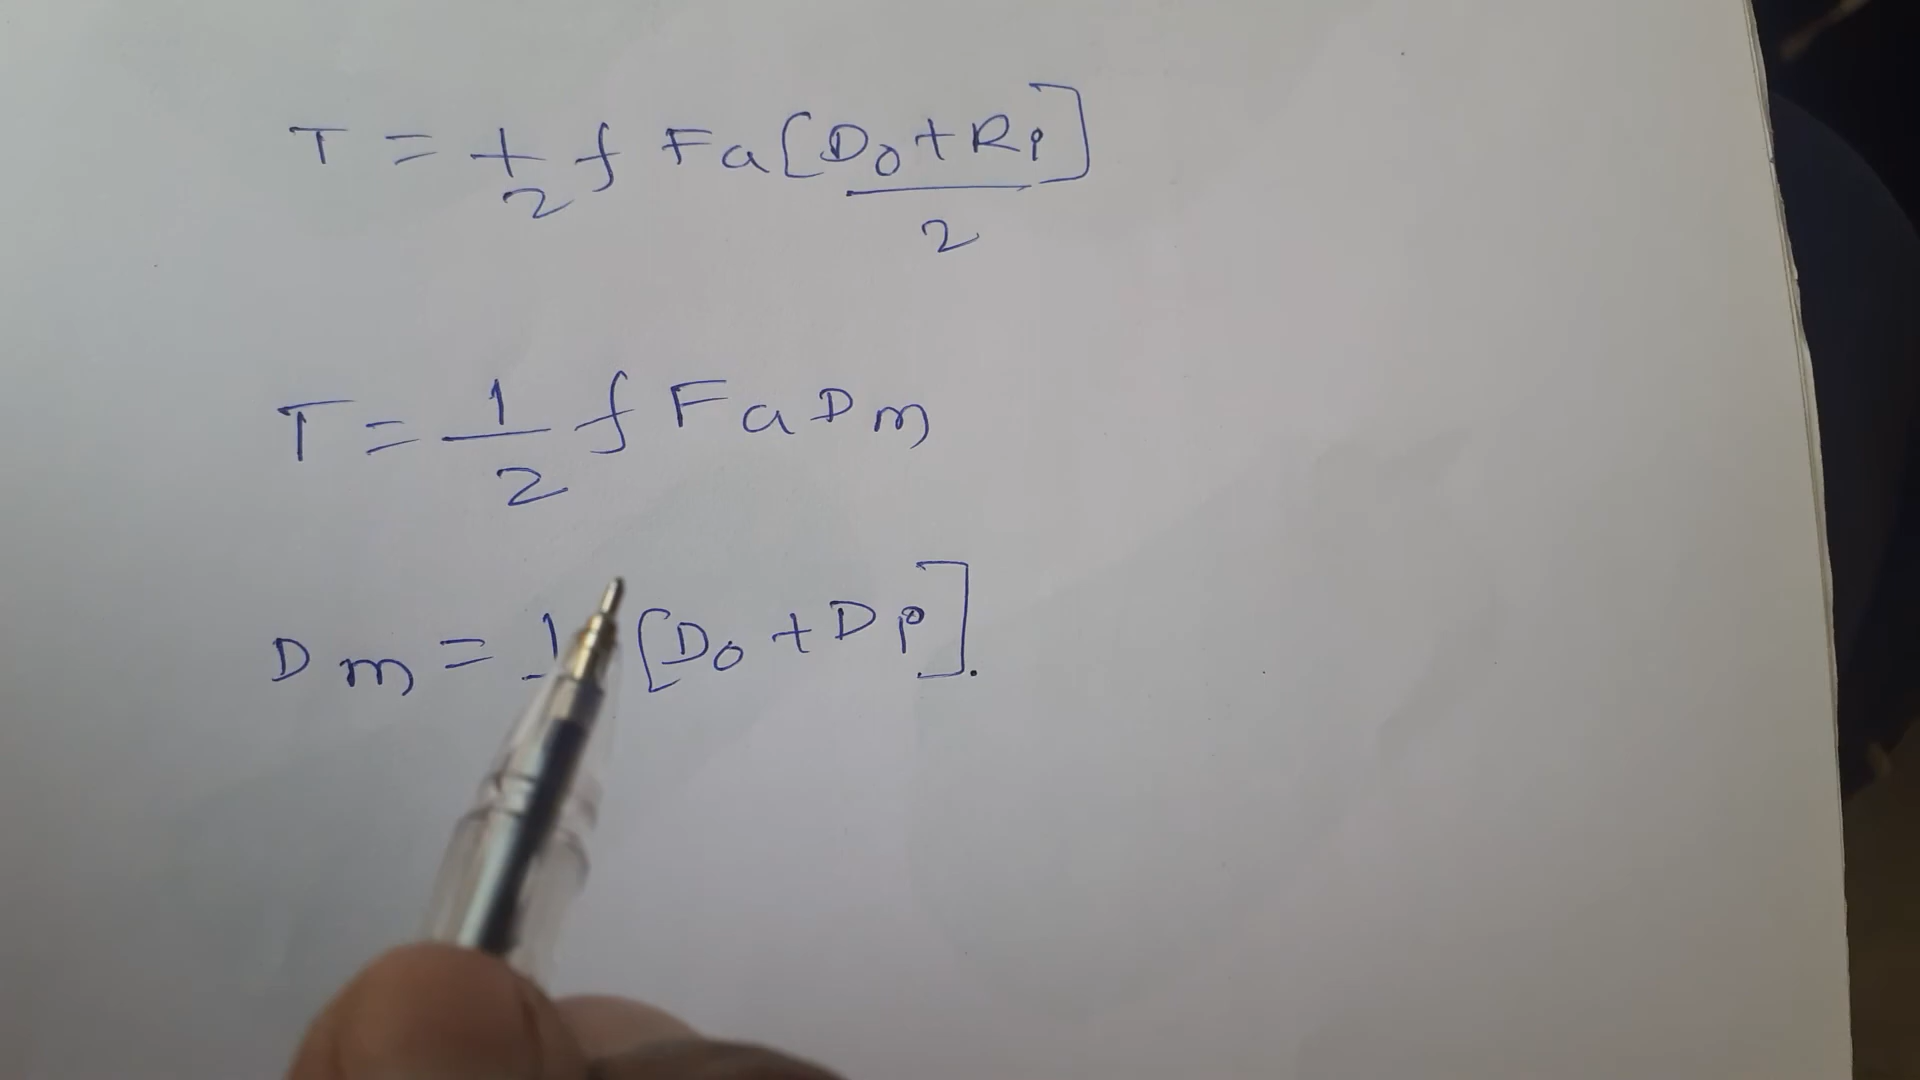 T = 1/2 f Fa [Do + Ri / 2]
T = 1/2 f Fa Dm
Dm = 1 [Do + Di].